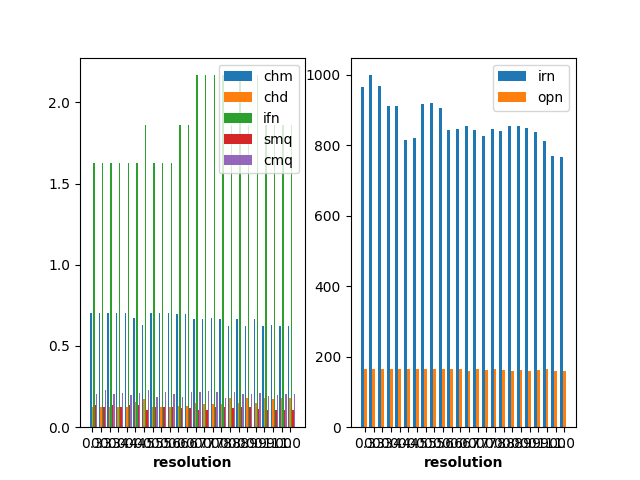 chm
chd
ifn
smq
cmq
2.0
1.5
1.0
0.5
0.0
resolution
irn
opn
1000
800
600
400
200
0
resolution